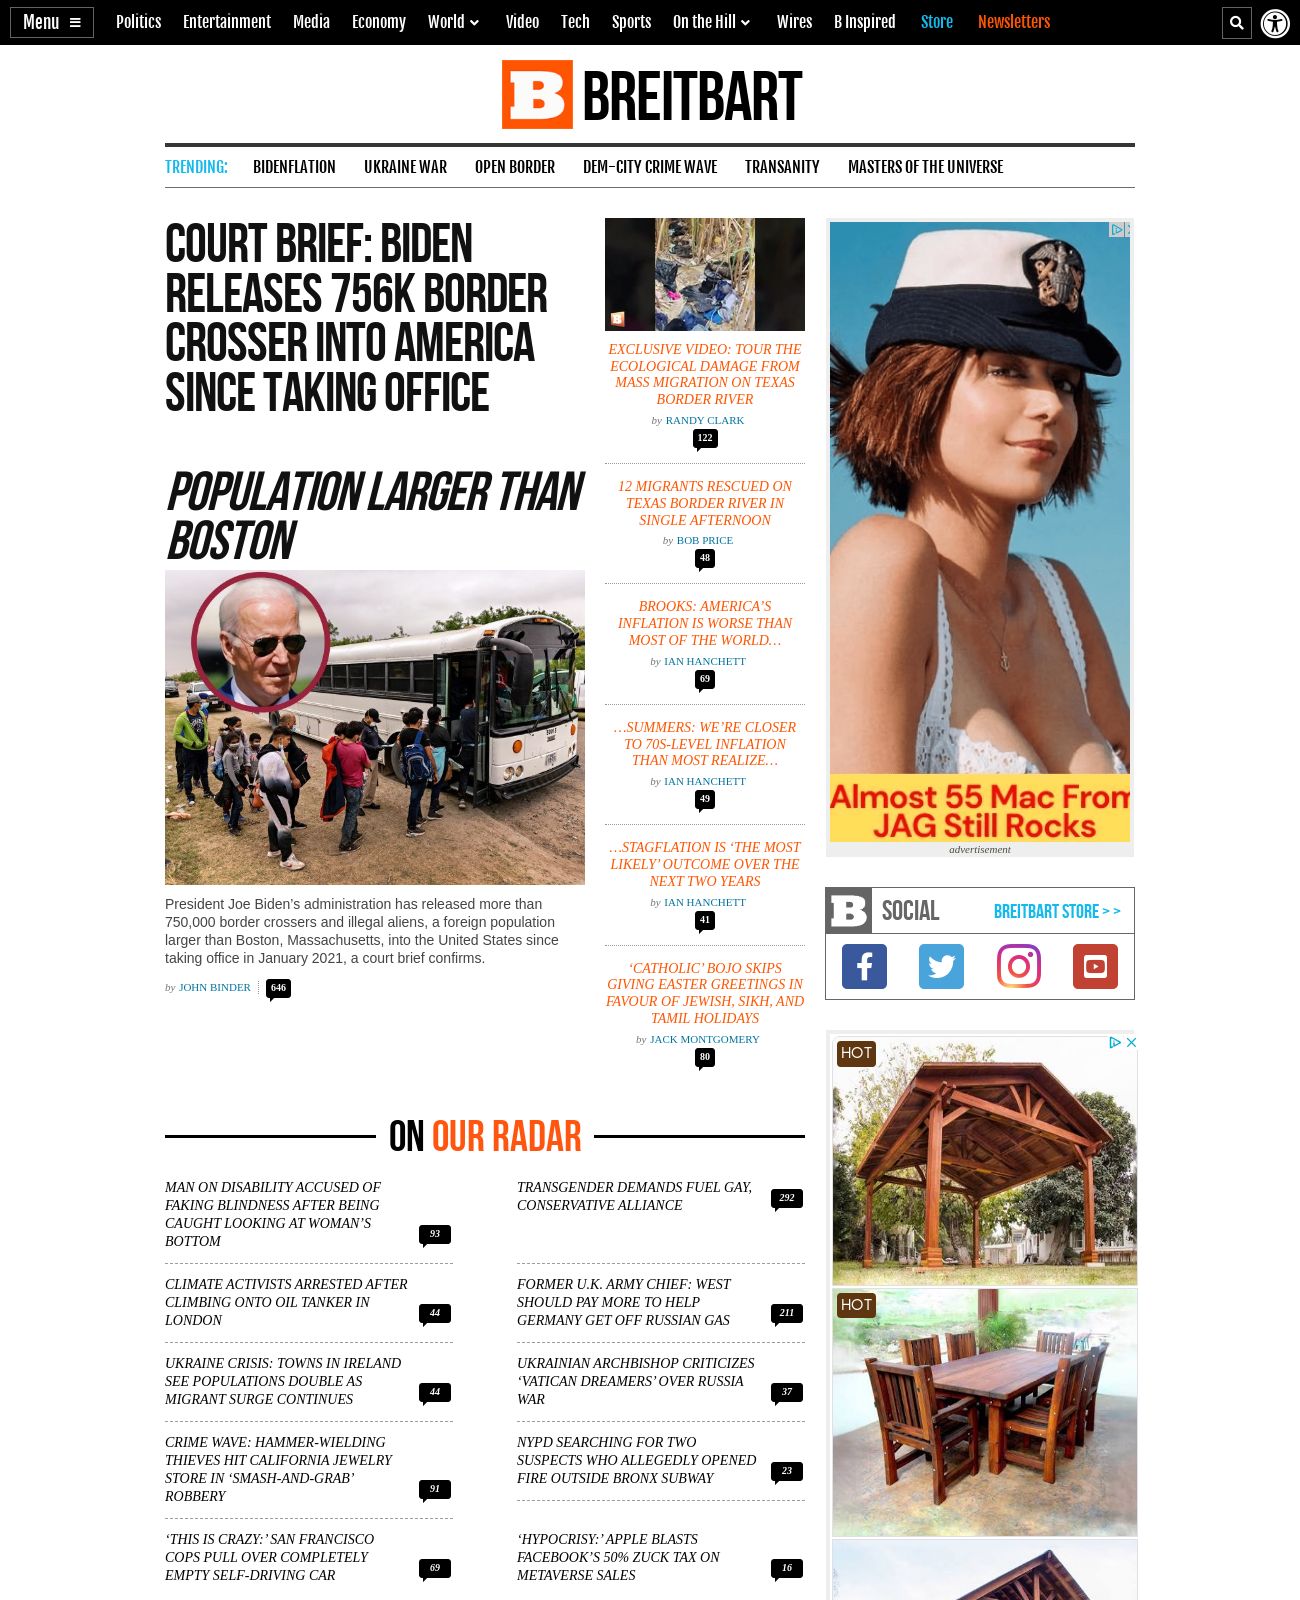 Menu
Politics
Entertainment
Media
Economy
World
Video
Tech
Sports
On the Hill
Wires
B Inspired
Store
Newsletters
B BREITBART
TRENDING:
BIDENFLATION
UKRAINE WAR
OPEN BORDER
DEM-CITY CRIME WAVE
TRANSANITY
MASTERS OF THE UNIVERSE
COURT BRIEF: BIDEN
RELEASES 756K BORDER
CROSSER INTO AMERICA
SINCE TAKING OFFICE
POPULATION LARGER THAN
BOSTON
President Joe Biden’s administration has released more than
750,000 border crossers and illegal aliens, a foreign population
larger than Boston, Massachusetts, into the United States since
taking office in January 2021, a court brief confirms.
by JOHN BINDER 646
B
EXCLUSIVE VIDEO: TOUR THE
ECOLOGICAL DAMAGE FROM
MASS MIGRATION ON TEXAS
BORDER RIVER
by RANDY CLARK
122
12 MIGRANTS RESCUED ON
TEXAS BORDER RIVER IN
SINGLE AFTERNOON
by BOB PRICE
48
BROOKS: AMERICA’S
INFLATION IS WORSE THAN
MOST OF THE WORLD…
by IAN HANCHETT
69
…SUMMERS: WE’RE CLOSER
TO 70S-LEVEL INFLATION
THAN MOST REALIZE…
by IAN HANCHETT
49
…STAGFLATION IS ‘THE MOST
LIKELY’ OUTCOME OVER THE
NEXT TWO YEARS
by IAN HANCHETT
41
‘CATHOLIC’ BOJO SKIPS
GIVING EASTER GREETINGS IN
FAVOUR OF JEWISH, SIKH, AND
TAMIL HOLIDAYS
by JACK MONTGOMERY
80
Almost 55 Mac From
JAG Still Rocks
advertisement
B SOCIAL
BREITBART STORE > >
HOT
HOT
ON OUR RADAR
MAN ON DISABILITY ACCUSED OF
FAKING BLINDNESS AFTER BEING
CAUGHT LOOKING AT WOMAN’S
BOTTOM
93
TRANSGENDER DEMANDS FUEL GAY,
CONSERVATIVE ALLIANCE
292
CLIMATE ACTIVISTS ARRESTED AFTER
CLIMBING ONTO OIL TANKER IN
LONDON
44
FORMER U.K. ARMY CHIEF: WEST
SHOULD PAY MORE TO HELP
GERMANY GET OFF RUSSIAN GAS
211
UKRAINE CRISIS: TOWNS IN IRELAND
SEE POPULATIONS DOUBLE AS
MIGRANT SURGE CONTINUES
44
UKRAINIAN ARCHBISHOP CRITICIZES
‘VATICAN DREAMERS’ OVER RUSSIA
WAR
37
CRIME WAVE: HAMMER-WIELDING
THIEVES HIT CALIFORNIA JEWELRY
STORE IN ‘SMASH-AND-GRAB’
ROBBERY
91
NYPD SEARCHING FOR TWO
SUSPECTS WHO ALLEGEDLY OPENED
FIRE OUTSIDE BRONX SUBWAY
23
‘THIS IS CRAZY:’ SAN FRANCISCO
COPS PULL OVER COMPLETELY
EMPTY SELF-DRIVING CAR
69
‘HYPOCRISY:’ APPLE BLASTS
FACEBOOK’S 50% ZUCK TAX ON
METAVERSE SALES
16